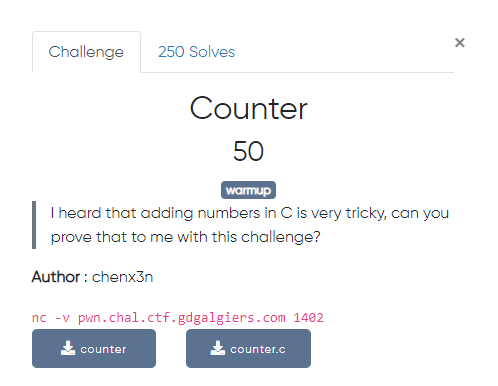 Challenge
250 Solves
×
Counter
50
warmup
I heard that adding numbers in C is very tricky, can you
prove that to me with this challenge?
Author : chenx3n
nc -v pwn.chal.ctf.gdgalgiers.com 1402
counter
counter.c